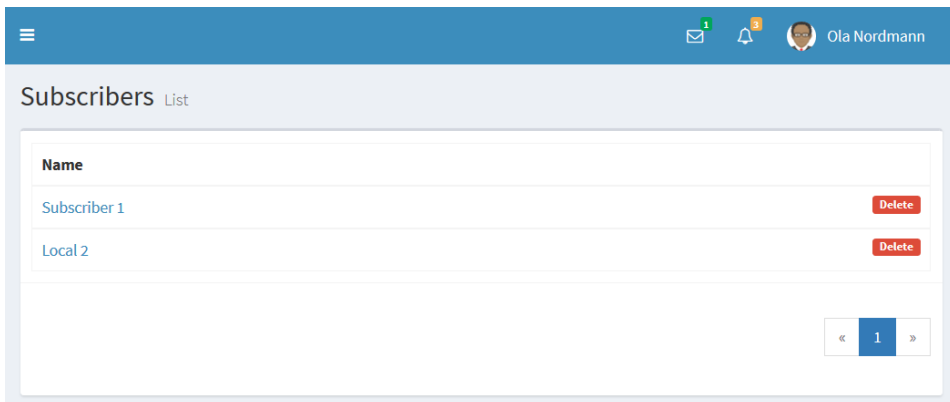 1 3 Ola Nordmann
Subscribers List
Name
Subscriber 1 Delete
Local 2 Delete
« 1 »